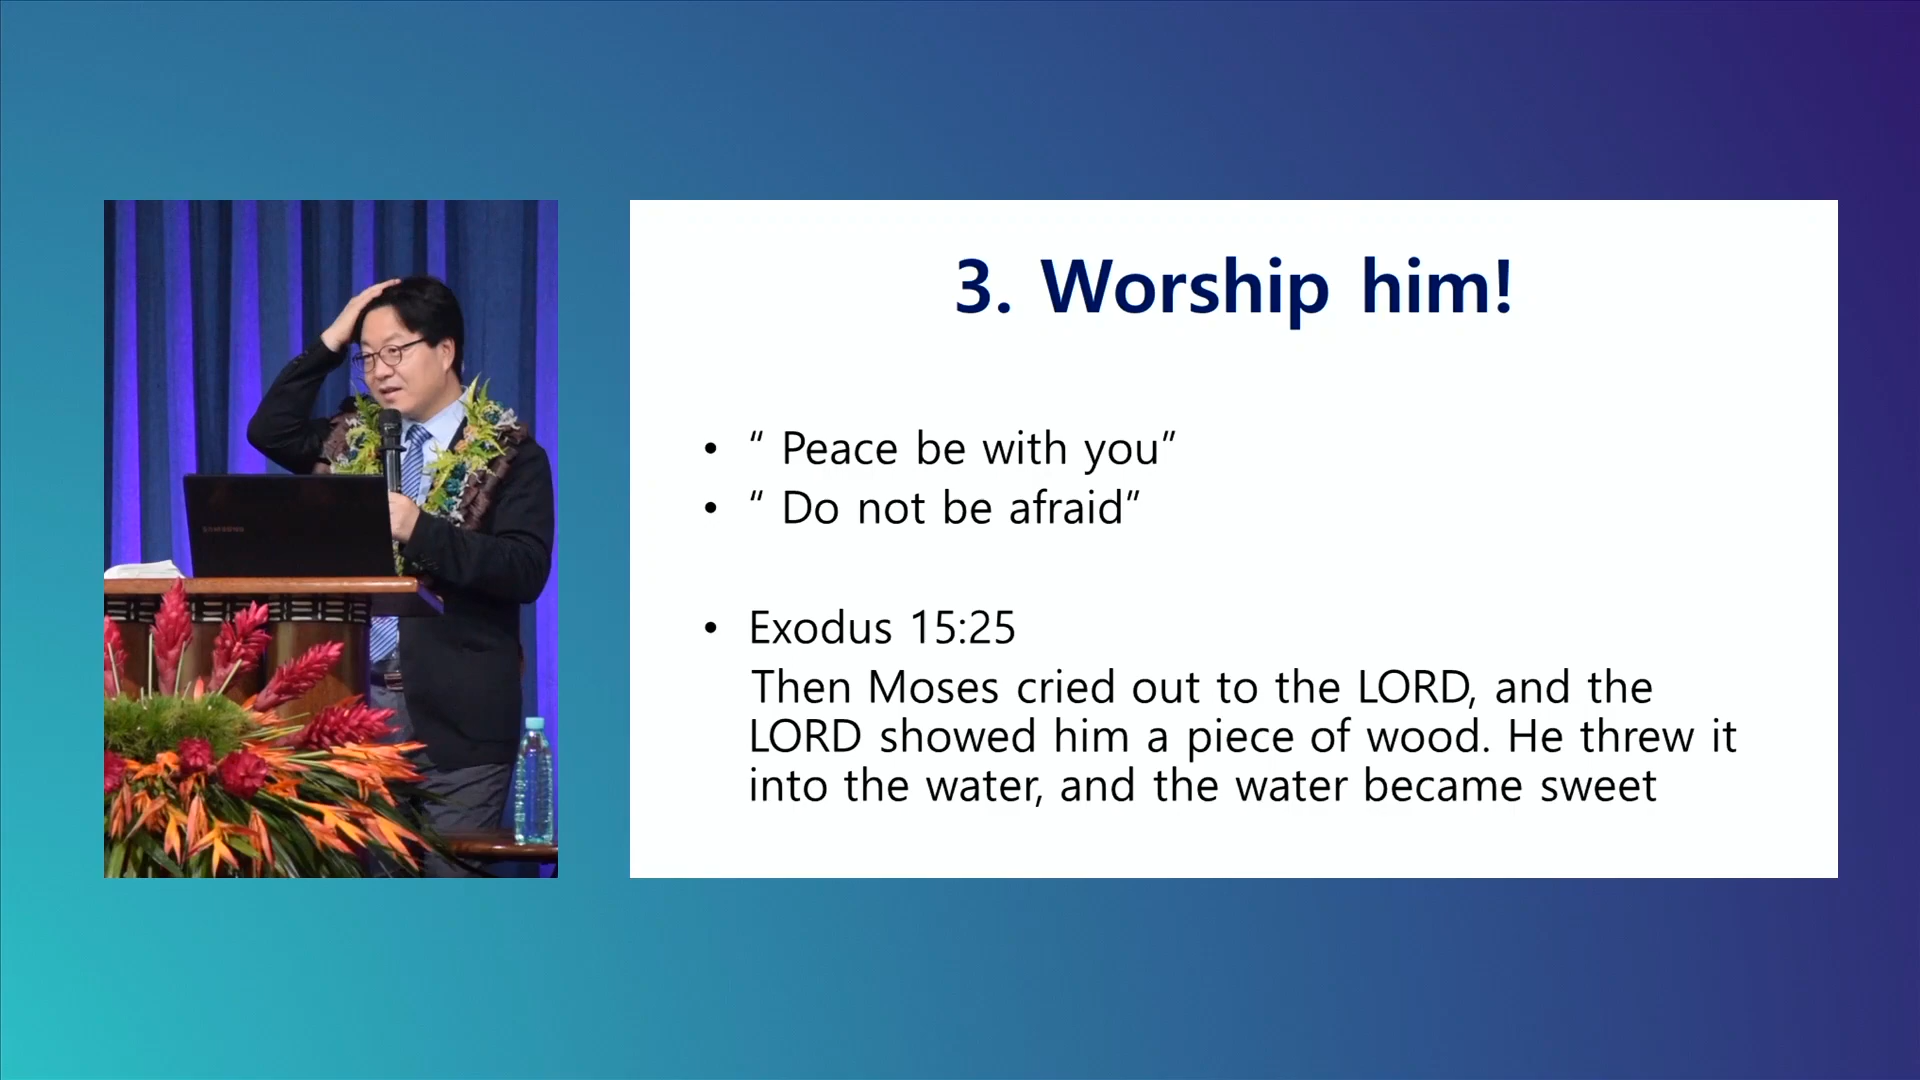 SAMSUNG
3. Worship him!
• “ Peace be with you”
• “ Do not be afraid”
• Exodus 15:25
Then Moses cried out to the LORD, and the
LORD showed him a piece of wood. He threw it
into the water, and the water became sweet